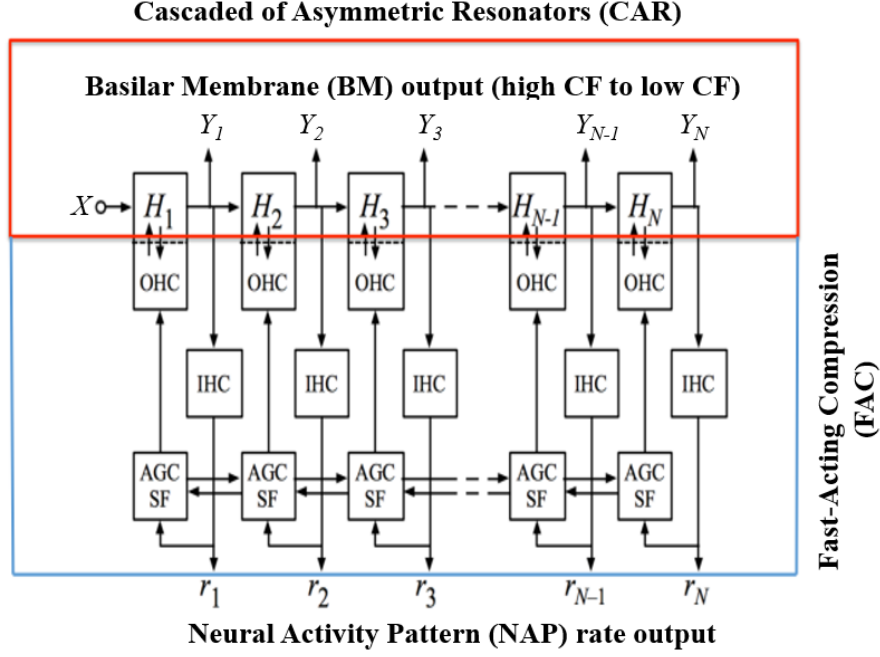 Cascaded of Asymmetric Resonators (CAR)
Basilar Membrane (BM) output (high CF to low CF)
Y1 Y2 Y3 YN-1 YN
X H1 H2 H3 HN-1 HN
OHC OHC OHC OHC OHC
IHC IHC IHC IHC IHC
AGC AGC AGC AGC AGC
SF SF SF SF SF
r1 r2 r3 rN–1 rN
Neural Activity Pattern (NAP) rate output
Fast-Acting Compression
(FAC)